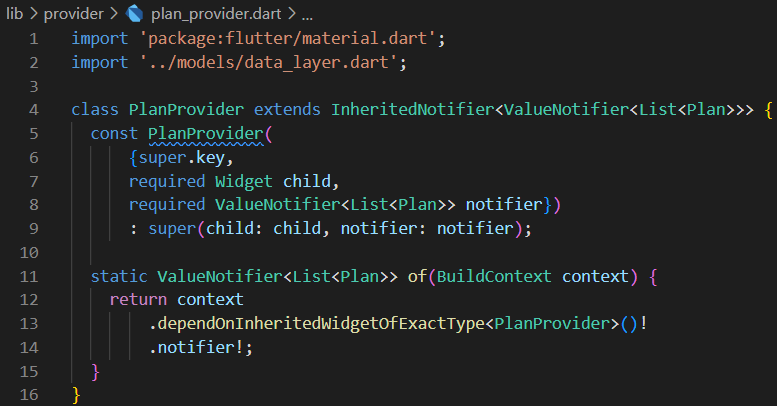 lib > provider > plan_provider.dart > ...
1 import 'package:flutter/material.dart';
2 import '../models/data_layer.dart';
3
4 class PlanProvider extends InheritedNotifier<ValueNotifier<List<Plan>>> {
5   const PlanProvider(
6       {super.key,
7       required Widget child,
8       required ValueNotifier<List<Plan>> notifier})
9       : super(child: child, notifier: notifier);
10
11   static ValueNotifier<List<Plan>> of(BuildContext context) {
12     return context
13         .dependOnInheritedWidgetOfExactType<PlanProvider>()!
14         .notifier!;
15   }
16 }